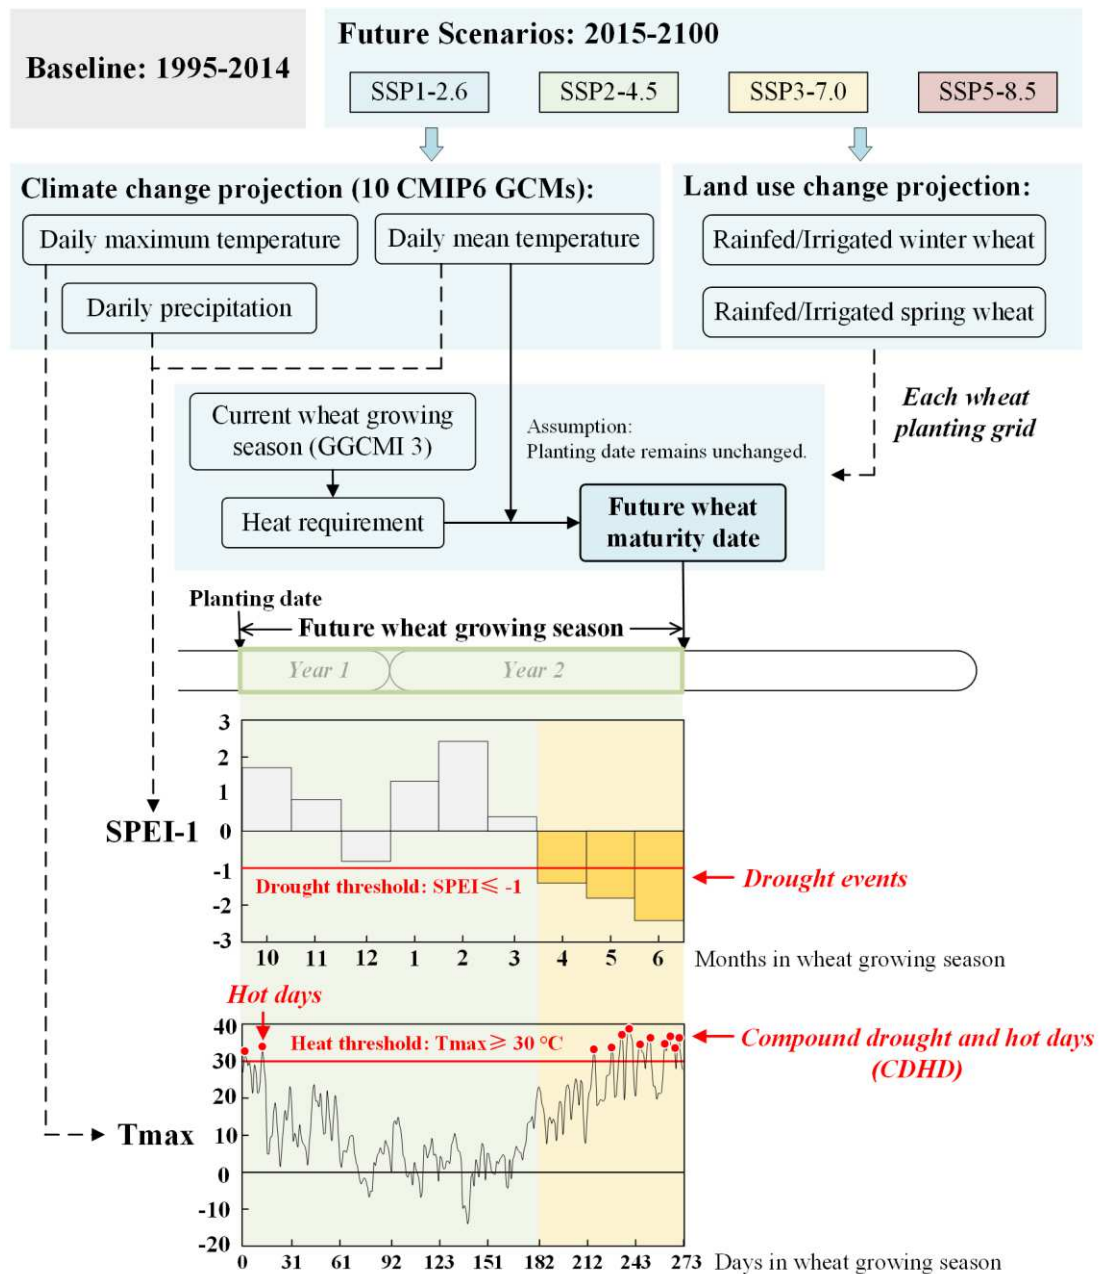 Baseline: 1995-2014
Future Scenarios: 2015-2100
SSP1-2.6
SSP2-4.5
SSP3-7.0
SSP5-8.5
Climate change projection (10 CMIP6 GCMs):
Daily maximum temperature
Daily mean temperature
Darily precipitation
Land use change projection:
Rainfed/Irrigated winter wheat
Rainfed/Irrigated spring wheat
Each wheat
planting grid
Current wheat growing
season (GGCMI 3)
Assumption:
Planting date remains unchanged.
Heat requirement
Future wheat
maturity date
Planting date
Future wheat growing season
Year 1
Year 2
SPEI-1
3
2
1
0
-1
-2
-3
Drought threshold: SPEI≤ -1
Drought events
10 11 12 1 2 3 4 5 6
Months in wheat growing season
Hot days
Tmax
40
30
20
10
0
-10
-20
Heat threshold: Tmax≥ 30 °C
Compound drought and hot days
(CDHD)
0 31 61 92 123 151 182 212 243 273
Days in wheat growing season